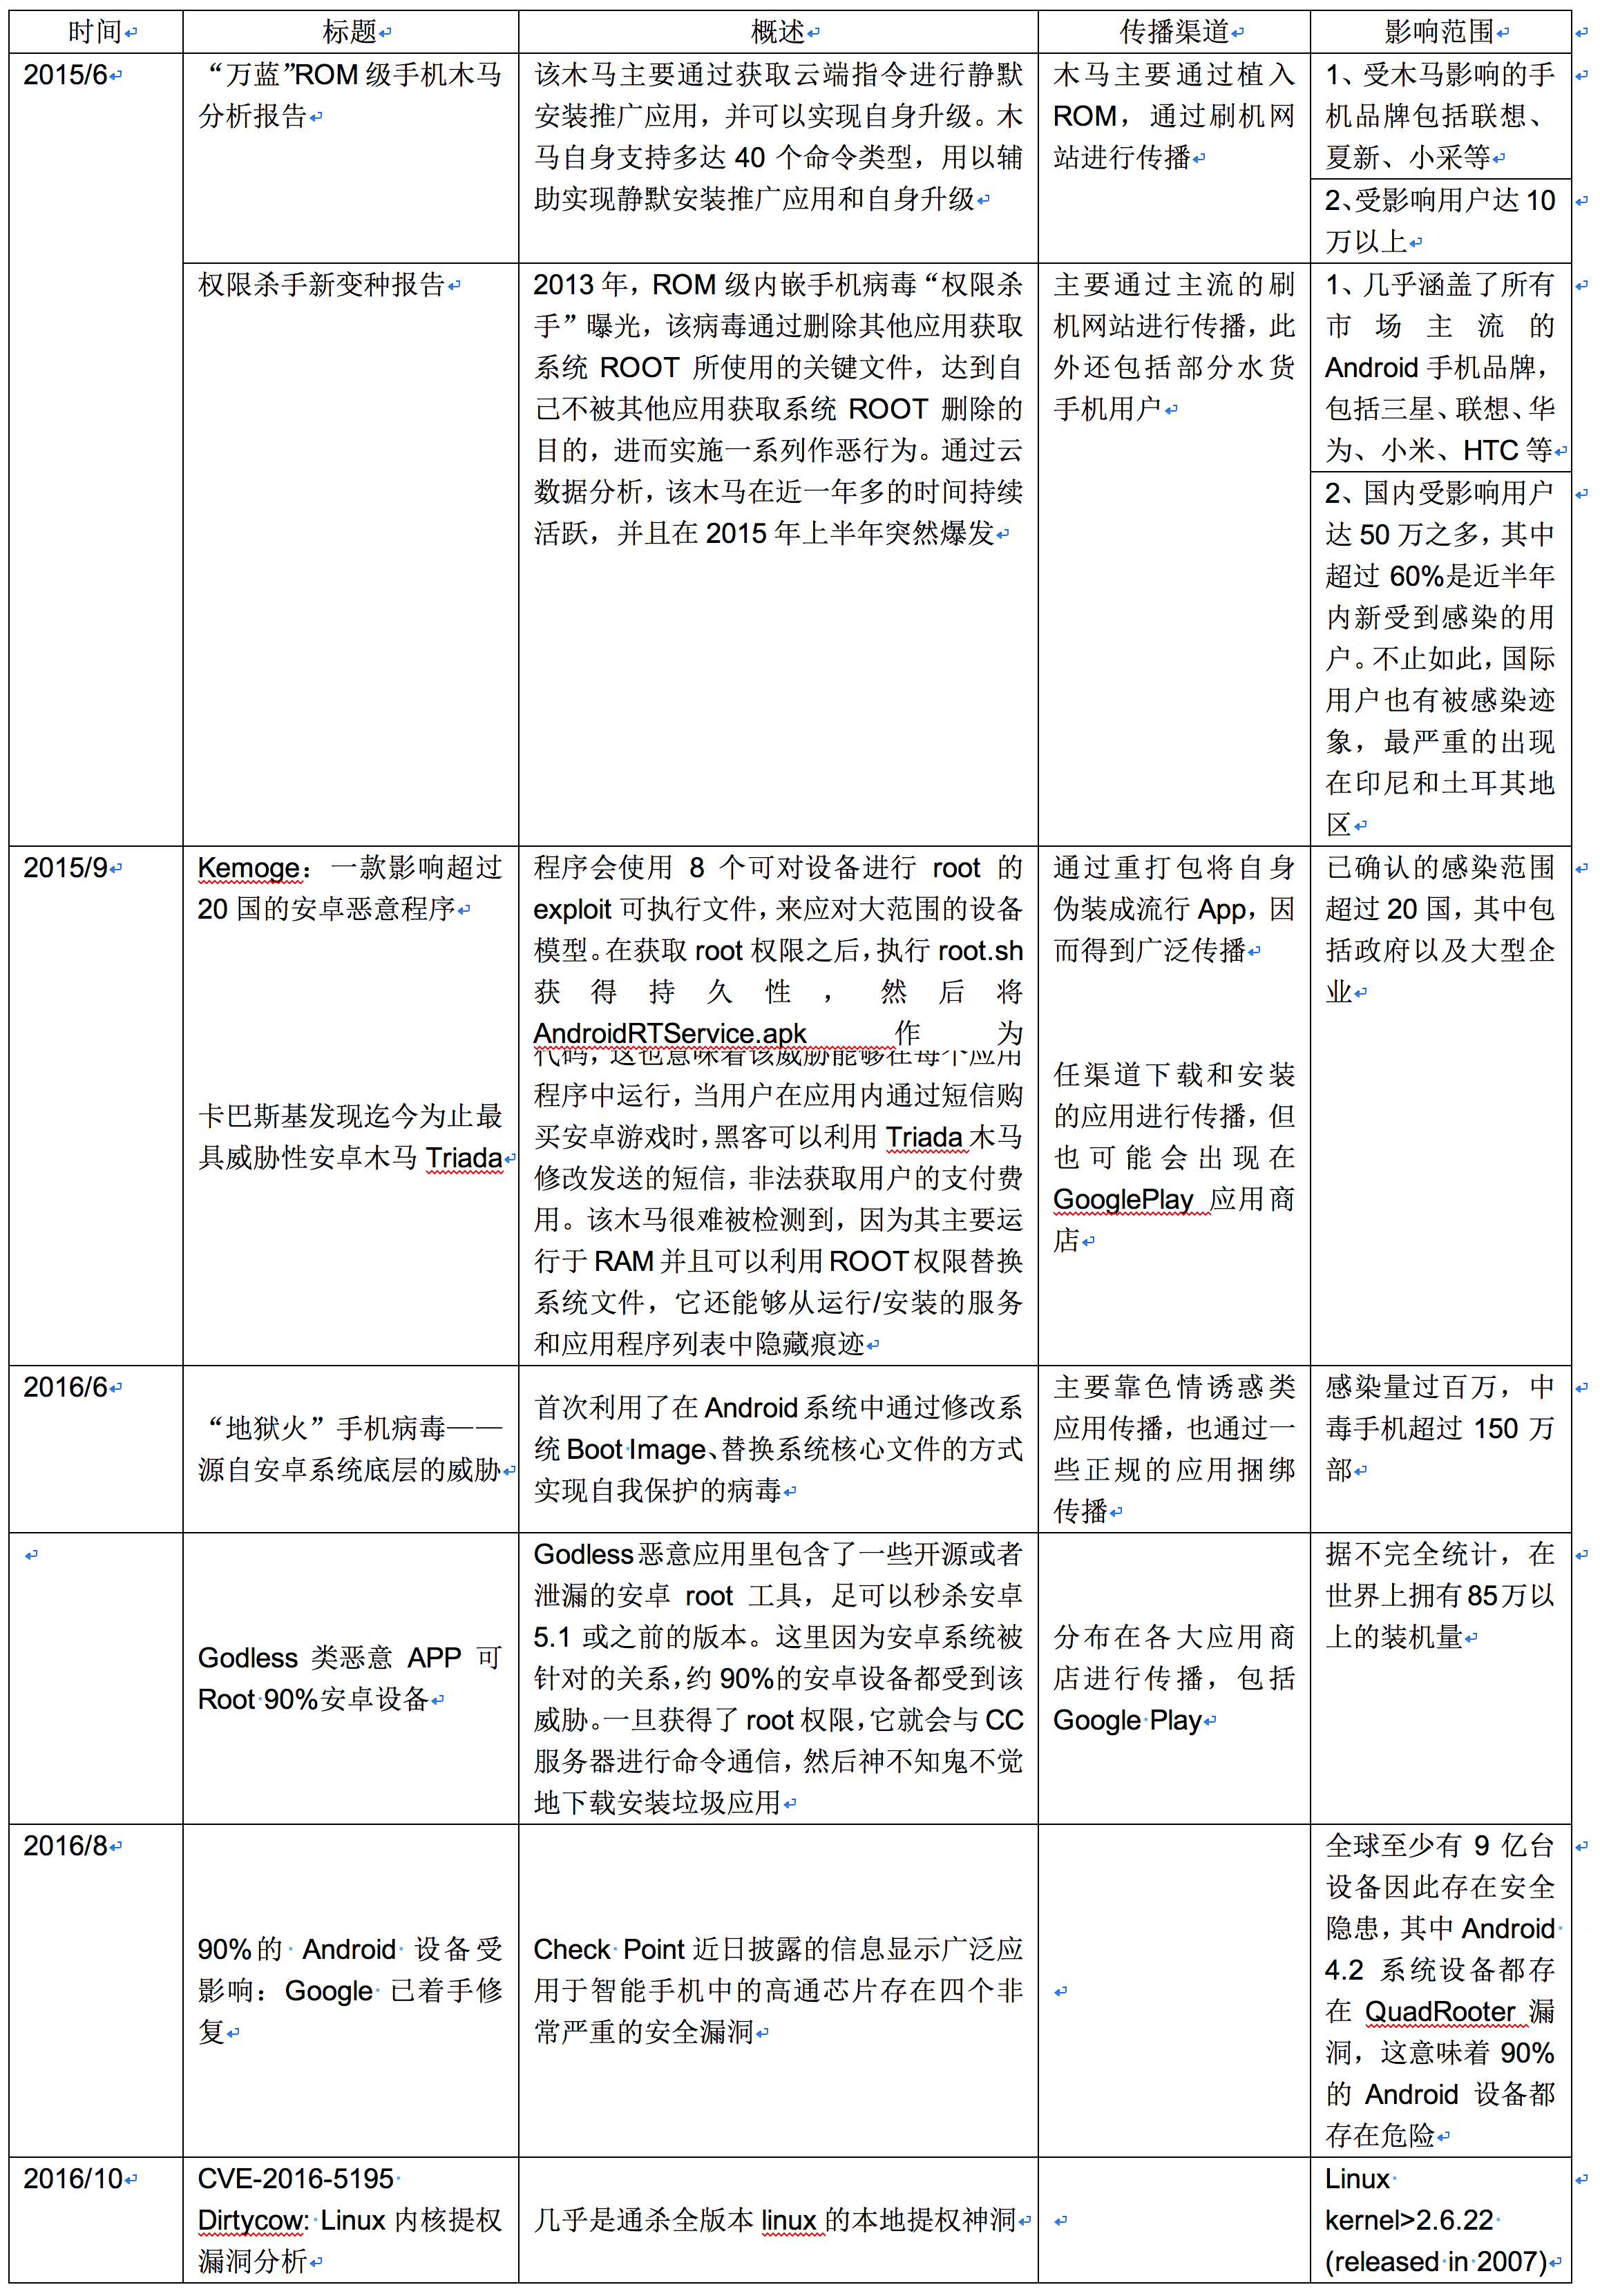 时间
标题
概述
传播渠道
影响范围
2015/6
“万蓝”ROM 级手机木马
分析报告
该木马主要通过获取云端指令进行静默
安装推广应用，并可以实现自身升级。木
马自身支持多达 40 个命令类型，用以辅
助实现静默安装推广应用和自身升级
木马主要通过植入
ROM，通过刷机网
站进行传播
1、受木马影响的手
机品牌包括联想、
夏新、小采等
2、受影响用户达 10
万以上
权限杀手新变种报告
2013 年，ROM 级内嵌手机病毒“权限杀
手”曝光，该病毒通过删除其他应用获取
系统 ROOT 所使用的关键文件，达到自
己不被其他应用获取系统 ROOT 删除的
目的，进而实施一系列作恶行为。通过云
数据分析，该木马在近一年多的时间持续
活跃，并且在 2015 年上半年突然爆发
主要通过主流的刷
机网站进行传播，此
外还包括部分水货
手机用户
1、几乎涵盖了所有
市场主流的
Android 手机品牌，
包括三星、联想、华
为、小米、HTC 等
2、国内受影响用户
达 50 万之多，其中
超过 60%是近半年
内新受到感染的用
户。不止如此，国际
用户也有被感染迹
象，最严重的出现
在印尼和土耳其地
区
2015/9
Kemoge：一款影响超过
20 国的安卓恶意程序
程序会使用 8 个可对设备进行 root 的
exploit 可执行文件，来应对大范围的设备
模型。在获取 root 权限之后，执行 root.sh
获得持久性，然后将
AndroidRTService.apk 作为
通过重打包将自身
伪装成流行 App，因
而得到广泛传播
已确认的感染范围
超过 20 国，其中包
括政府以及大型企
业
卡巴斯基发现迄今为止最
具威胁性安卓木马 Triada
代码，这也意味着该威胁能够在每个应用
程序中运行，当用户在应用内通过短信购
买安卓游戏时，黑客可以利用 Triada 木马
修改发送的短信，非法获取用户的支付费
用。该木马很难被检测到，因为其主要运
行于 RAM 并且可以利用 ROOT 权限替换
系统文件，它还能够从运行/安装的服务
和应用程序列表中隐藏痕迹
任渠道下载和安装
的应用进行传播，但
也可能会出现在
GooglePlay 应用商
店
2016/6
“地狱火”手机病毒——
源自安卓系统底层的威胁
首次利用了在 Android 系统中通过修改系
统 Boot Image、替换系统核心文件的方式
实现自我保护的病毒
主要靠色情诱惑类
应用传播，也通过一
些正规的应用捆绑
传播
感染量过百万，中
毒手机超过 150 万
部
Godless 类恶意 APP 可
Root 90%安卓设备
Godless 恶意应用里包含了一些开源或者
泄漏的安卓 root 工具，足可以秒杀安卓
5.1 或之前的版本。这里因为安卓系统被
针对的关系，约 90%的安卓设备都受到该
威胁。一旦获得了 root 权限，它就会与 CC
服务器进行命令通信，然后神不知鬼不觉
地下载安装垃圾应用
分布在各大应用商
店进行传播，包括
Google Play
据不完全统计，在
世界上拥有 85 万以
上的装机量
2016/8
90%的 Android 设备受
影响：Google 已着手修
复
Check Point 近日披露的信息显示广泛应
用于智能手机中的高通芯片存在四个非
常严重的安全漏洞
全球至少有 9 亿台
设备因此存在安全
隐患，其中 Android
4.2 系统设备都存
在 QuadRooter 漏
洞，这意味着 90%
的 Android 设备都
存在危险
2016/10
CVE-2016-5195
Dirtycow: Linux 内核提权
漏洞分析
几乎是通杀全版本 linux 的本地提权神洞
Linux
kernel>2.6.22
(released in 2007)